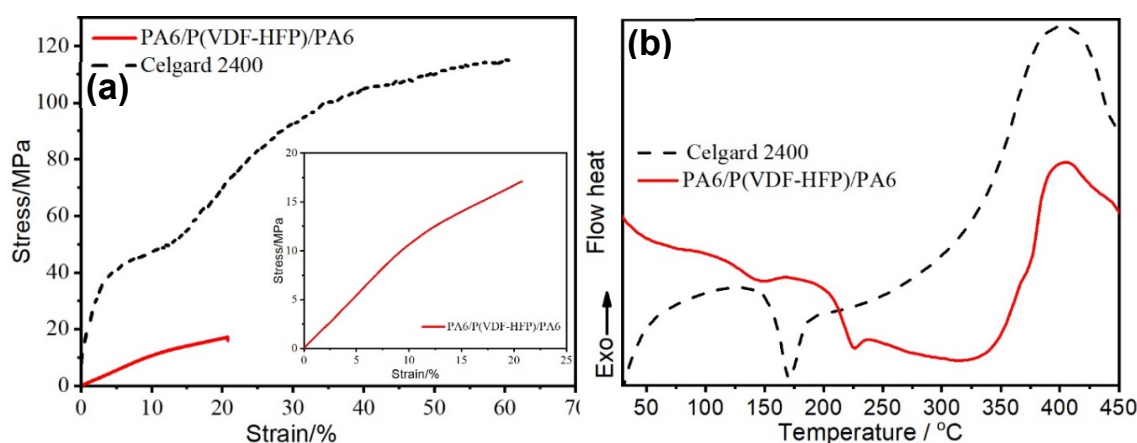 (a)
PA6/P(VDF-HFP)/PA6
Celgard 2400
Stress/MPa
120
100
80
60
40
20
0
0 10 20 30 40 50 60 70
Strain/%
Stress/MPa
20
15
10
5
0
0 5 10 15 20 25
Strain/%
PA6/P(VDF-HFP)/PA6
(b)
Celgard 2400
PA6/P(VDF-HFP)/PA6
Exo
Flow heat
50 100 150 200 250 300 350 400 450
Temperature / °C